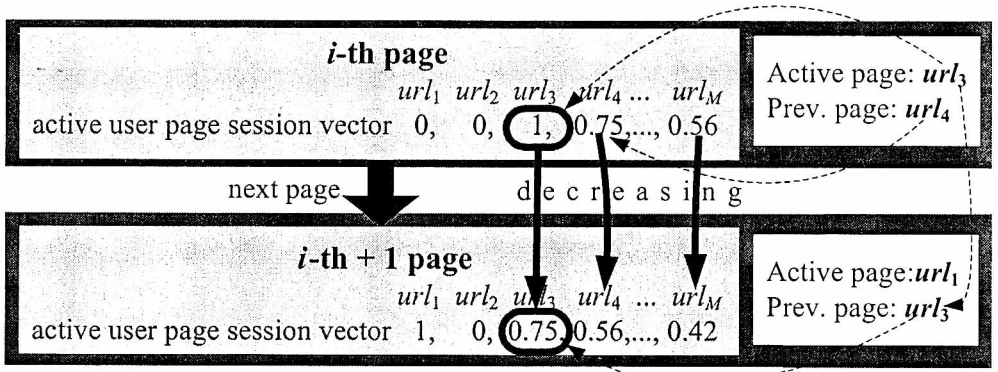 i-th page
url1 url2 url3 url4 ... urlM
active user page session vector 0, 0, 1, 0.75,..., 0.56
Active page: url3
Prev. page: url4
next page
decreasing
i-th + 1 page
url1 url2 url3 url4 ... urlM
active user page session vector 1, 0, 0.75, 0.56,..., 0.42
Active page:url1
Prev. page: url3